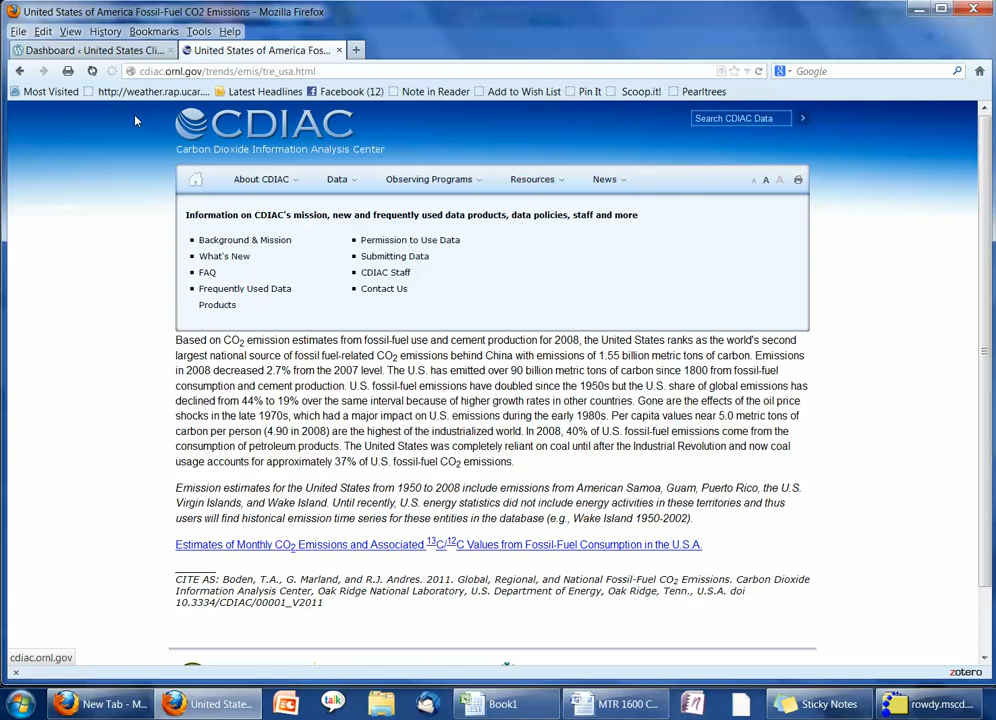 United States of America Fossil-Fuel CO2 Emissions - Mozilla Firefox
File Edit View History Bookmarks Tools Help
Dashboard ‹ United States Cli... × United States of America Fos... × +
cdiac.ornl.gov/trends/emis/tre_usa.html Google
Most Visited http://weather.rap.ucar.... Latest Headlines Facebook (12) Note in Reader Add to Wish List Pin It Scoop.it! Pearltrees
CDIAC
Search CDIAC Data
Carbon Dioxide Information Analysis Center
About CDIAC Data Observing Programs Resources News A A A
Information on CDIAC's mission, new and frequently used data products, data policies, staff and more
Background & Mission Permission to Use Data
What's New Submitting Data
FAQ CDIAC Staff
Frequently Used Data Contact Us
Products
Based on CO2 emission estimates from fossil-fuel use and cement production for 2008, the United States ranks as the world's second
largest national source of fossil fuel-related CO2 emissions behind China with emissions of 1.55 billion metric tons of carbon. Emissions
in 2008 decreased 2.7% from the 2007 level. The U.S. has emitted over 90 billion metric tons of carbon since 1800 from fossil-fuel
consumption and cement production. U.S. fossil-fuel emissions have doubled since the 1950s but the U.S. share of global emissions has
declined from 44% to 19% over the same interval because of higher growth rates in other countries. Gone are the effects of the oil price
shocks in the late 1970s, which had a major impact on U.S. emissions during the early 1980s. Per capita values near 5.0 metric tons of
carbon per person (4.90 in 2008) are the highest of the industrialized world. In 2008, 40% of U.S. fossil-fuel emissions come from the
consumption of petroleum products. The United States was completely reliant on coal until after the Industrial Revolution and now coal
usage accounts for approximately 37% of U.S. fossil-fuel CO2 emissions.
Emission estimates for the United States from 1950 to 2008 include emissions from American Samoa, Guam, Puerto Rico, the U.S.
Virgin Islands, and Wake Island. Until recently, U.S. energy statistics did not include energy activities in these territories and thus
users will find historical emission time series for these entities in the database (e.g., Wake Island 1950-2002).
Estimates of Monthly CO2 Emissions and Associated 13C/12C Values from Fossil-Fuel Consumption in the U.S.A.
CITE AS: Boden, T.A., G. Marland, and R.J. Andres. 2011. Global, Regional, and National Fossil-Fuel CO2 Emissions. Carbon Dioxide
Information Analysis Center, Oak Ridge National Laboratory, U.S. Department of Energy, Oak Ridge, Tenn., U.S.A. doi
10.3334/CDIAC/00001_V2011
cdiac.ornl.gov
× zotero
New Tab - M... United State... talk Book1 MTR 1600 C... Sticky Notes rowdy.mscd....